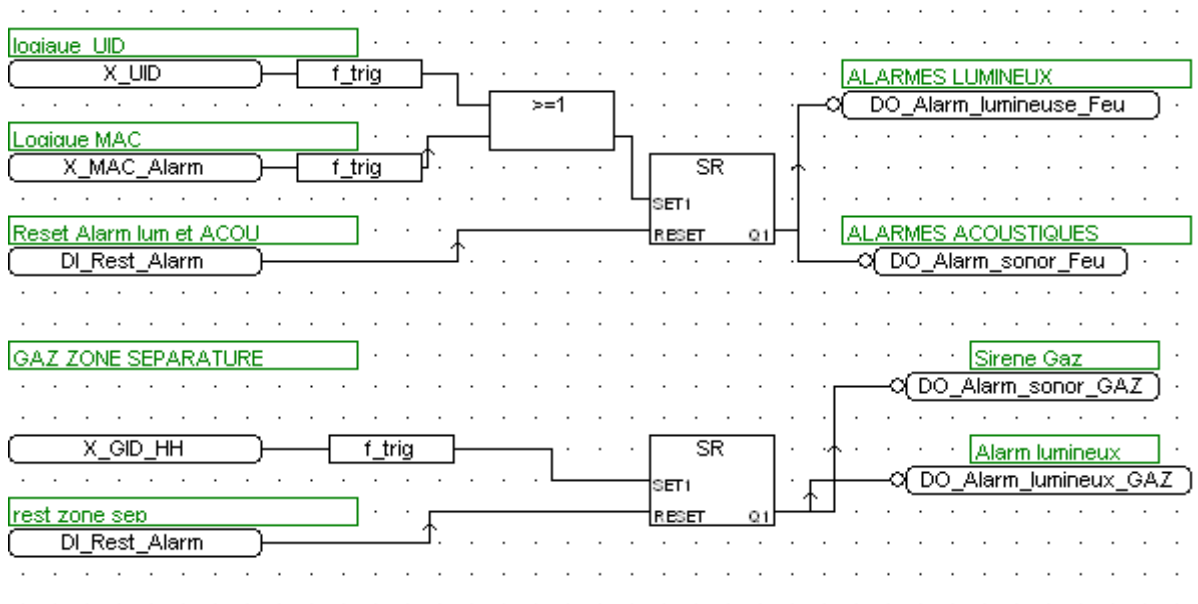 logique UID
X_UID
f_trig
>=1
ALARMES LUMINEUX
DO_Alarm_lumineuse_Feu
Logique MAC
X_MAC_Alarm
f_trig
SR
SET1
RESET Q1
Reset Alarm lum et ACOU
DI_Rest_Alarm
ALARMES ACOUSTIQUES
DO_Alarm_sonor_Feu
GAZ ZONE SEPARATURE
Sirene Gaz
DO_Alarm_sonor_GAZ
X_GID_HH
f_trig
SR
SET1
RESET Q1
Alarm lumineux
DO_Alarm_lumineux_GAZ
rest zone sep
DI_Rest_Alarm